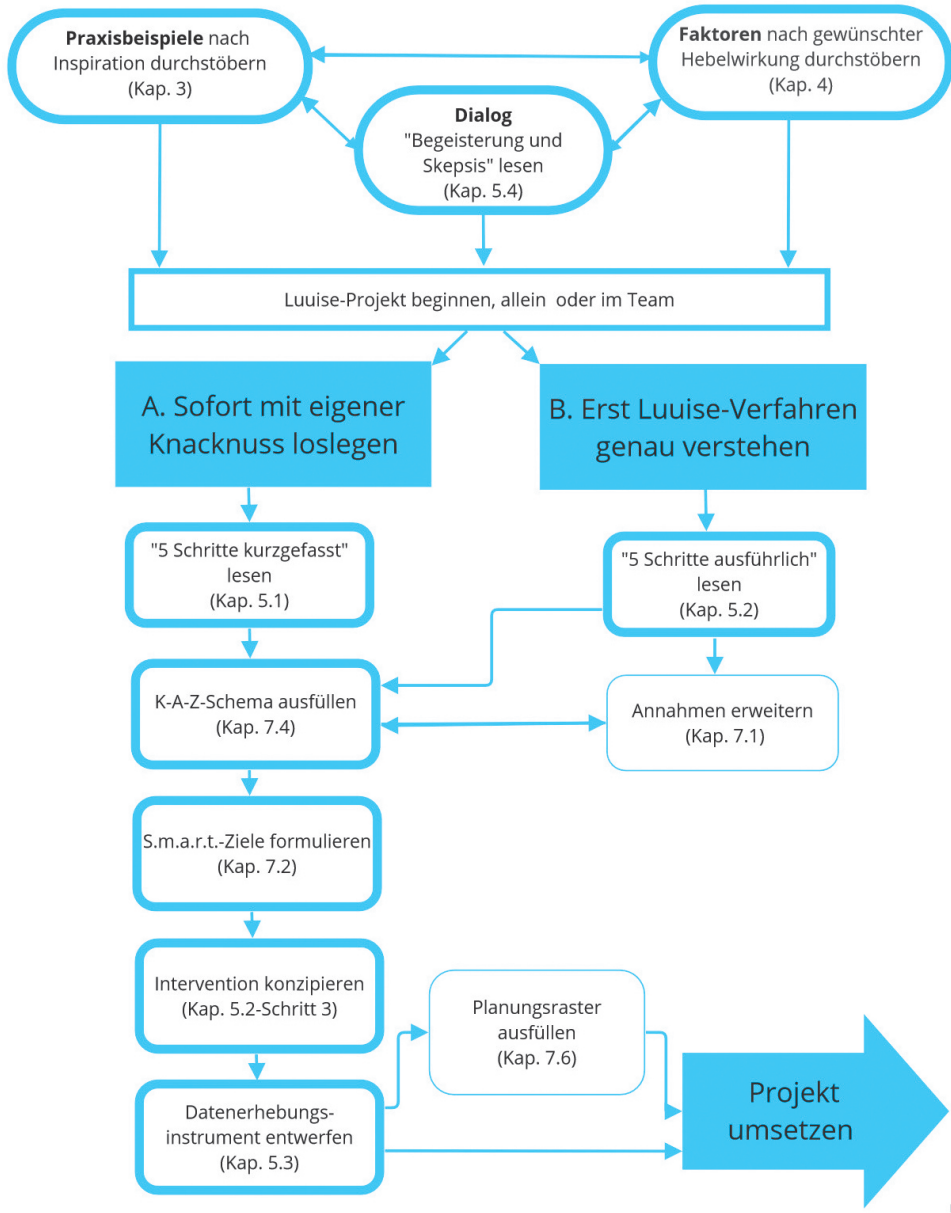 Praxisbeispiele nach
Inspiration durchstöbern
(Kap. 3)
Faktoren nach gewünschter
Hebelwirkung durchstöbern
(Kap. 4)
Dialog
"Begeisterung und
Skepsis" lesen
(Kap. 5.4)
Luuise-Projekt beginnen, allein oder im Team
A. Sofort mit eigener
Knacknuss loslegen
B. Erst Luuise-Verfahren
genau verstehen
"5 Schritte kurzgefasst"
lesen
(Kap. 5.1)
"5 Schritte ausführlich"
lesen
(Kap. 5.2)
K-A-Z-Schema ausfüllen
(Kap. 7.4)
Annahmen erweitern
(Kap. 7.1)
S.m.a.r.t.-Ziele formulieren
(Kap. 7.2)
Intervention konzipieren
(Kap. 5.2-Schritt 3)
Planungsraster
ausfüllen
(Kap. 7.6)
Datenerhebungs-
instrument entwerfen
(Kap. 5.3)
Projekt
umsetzen